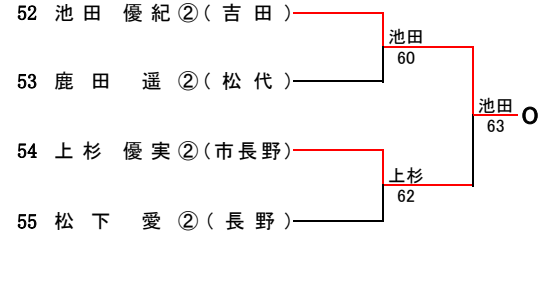 52 池田 優紀②(吉田)
池田
60
53 鹿田 遥②(松代)
池田 O
63
54 上杉 優実②(市長野)
上杉
62
55 松下 愛②(長野)